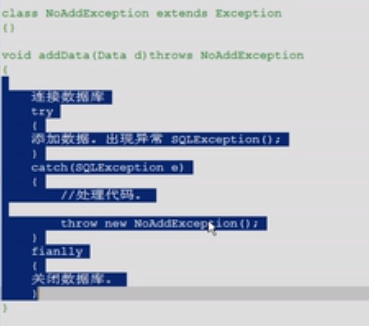 class NoAddException extends Exception
{}
void addData(Data d)throws NoAddException
{
连接数据库
try
{
添加数据。出现异常 SQLException();
}
catch(SQLException e)
{
//处理代码。
throw new NoAddException();
}
fianlly
{
关闭数据库。
}
}